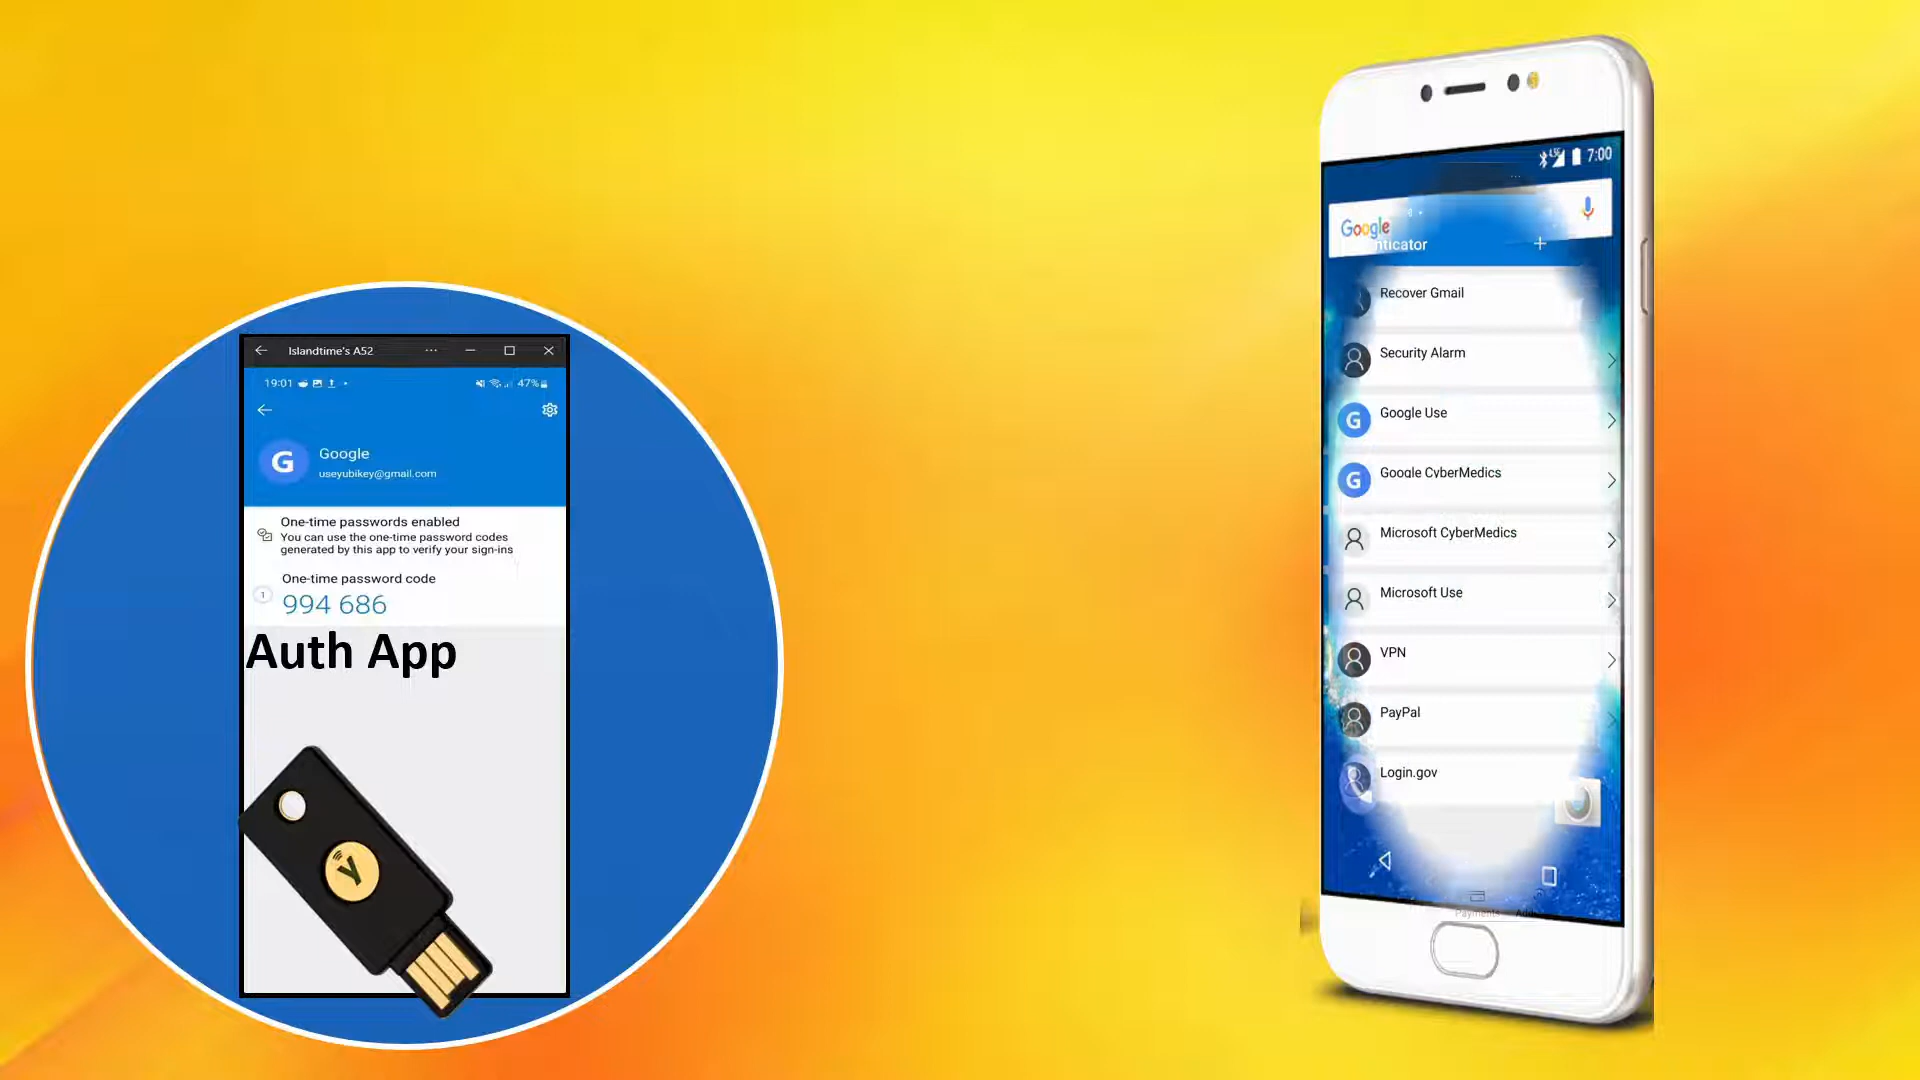 Islandtime's A52
19:01
47%
Google
useyubikey@gmail.com
One-time passwords enabled
You can use the one-time password codes
generated by this app to verify your sign-ins
One-time password code
1
994 686
Auth App
Y
7:00
Google
nticator
Recover Gmail
Security Alarm
G Google Use
G Google CyberMedics
Microsoft CyberMedics
Microsoft Use
VPN
PayPal
Login.gov
Payments